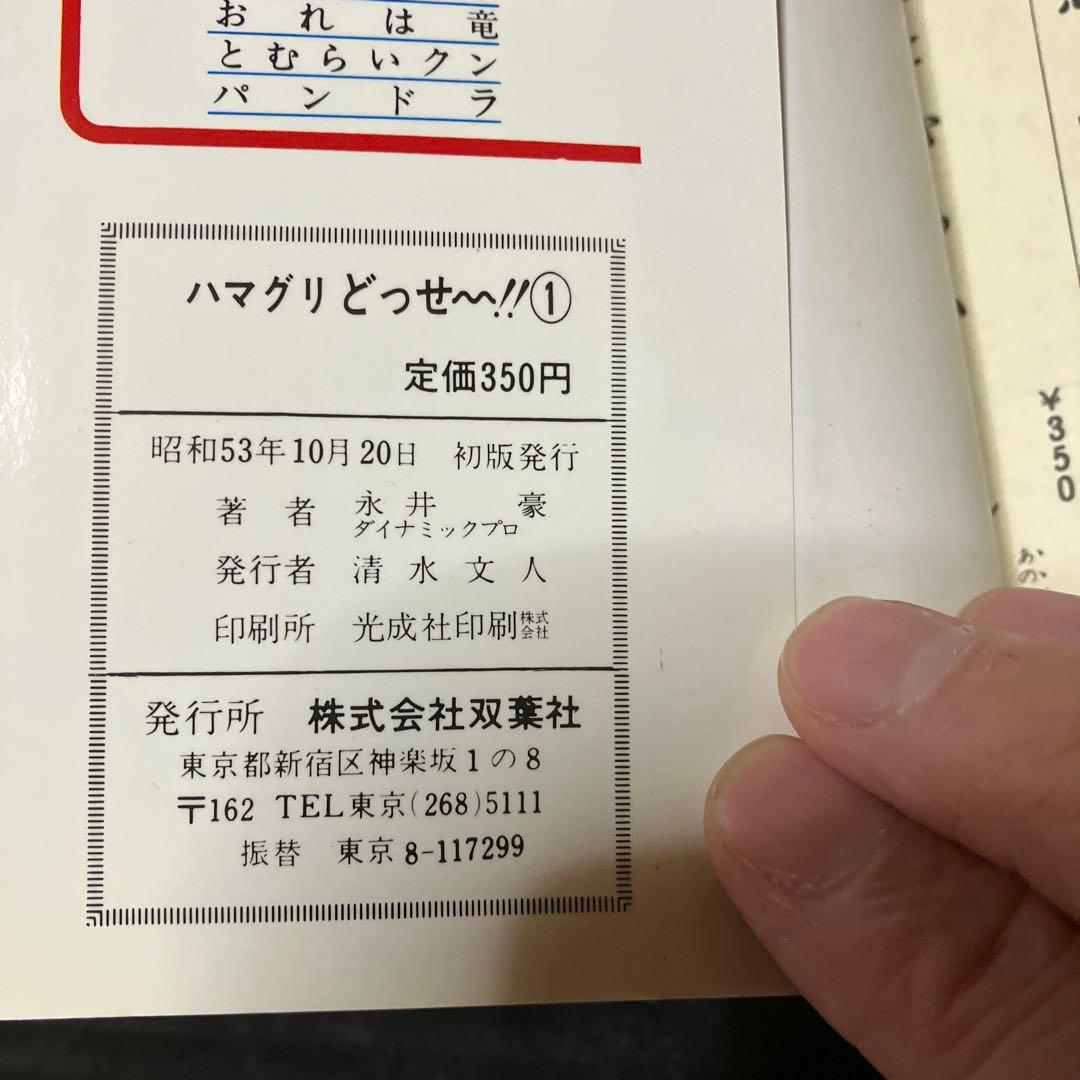 おれは竜
とむらいクン
パンドラ
ハマグリどっせ〜〜!!①
定価350円
昭和53年10月20日 初版発行
著者 永井豪
ダイナミックプロ
発行者 清水文人
印刷所 光成社印刷株式会社
発行所 株式会社双葉社
東京都新宿区神楽坂1の8
〒162 TEL東京(268)5111
振替 東京8-117299
¥350